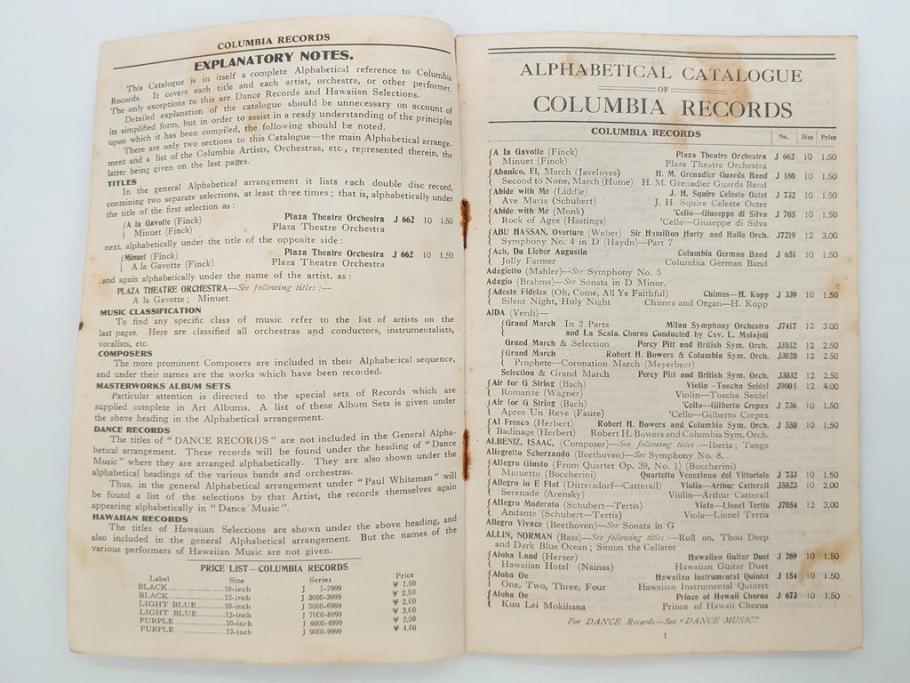 COLUMBIA RECORDS
EXPLANATORY NOTES.
This Catalogue is in itself a complete Alphabetical reference to Columbia
Records. It covers each title and each artist, orchestra, or other performer.
The only exceptions to this are Dance Records and Hawaiian Selections.
Detailed explanation of the catalogue should be unnecessary on account of
its simplified form, but in order to assist in a ready understanding of the principles
upon which it has been compiled, the following should be noted.
There are only two sections to this Catalogue—the main Alphabetical arrange-
ment and a list of the Columbia Artists, Orchestras, etc., represented therein, the
latter being given on the last pages.
TITLES
In the general Alphabetical arrangement it lists each double disc record,
containing two separate selections, at least three times; that is, alphabetically under
the title of the first selection as:
A la Gavotte (Finck) Plaza Theatre Orchestra J 662 10 1.50
Minuet (Finck) Plaza Theatre Orchestra
next, alphabetically under the title of the opposite side:
Minuet (Finck) Plaza Theatre Orchestra J 662 10 1.50
A la Gavotte (Finck) Plaza Theatre Orchestra
and again alphabetically under the name of the artist, as:
PLAZA THEATRE ORCHESTRA—See following titles:—
A la Gavotte; Minuet
MUSIC CLASSIFICATION
To find any specific class of music refer to the list of artists on the
last pages. Here are classified all orchestras and conductors, instrumentalists,
vocalists, etc.
COMPOSERS
The more prominent Composers are included in their Alphabetical sequence,
and under their names are the works which have been recorded.
MASTERWORKS ALBUM SETS
Particular attention is directed to the special sets of Records which are
supplied complete in Art Albums. A list of these Album Sets is given under
the above heading in the Alphabetical arrangement.
DANCE RECORDS
The titles of "DANCE RECORDS" are not included in the General Alpha-
betical arrangement. These records will be found under the heading of "Dance
Music" where they are arranged alphabetically. They are also shown under the
alphabetical headings of the various bands and orchestras.
Thus, in the general Alphabetical arrangement under "Paul Whiteman" will
be found a list of the selections by that Artist, the records themselves again
appearing alphabetically in "Dance Music".
HAWAIIAN RECORDS
The titles of Hawaiian Selections are shown under the above heading, and
also included in the general Alphabetical arrangement. But the names of the
various performers of Hawaiian Music are not given.
PRICE LIST—COLUMBIA RECORDS
Label Size Series Price
BLACK 10-inch J 1-2999 ¥ 1.50
BLACK 12-inch J 3000-3999 ¥ 2.50
LIGHT BLUE 10-inch J 5000-6999 ¥ 2.00
LIGHT BLUE 12-inch J 7000-8999 ¥ 3.00
PURPLE 10-inch J 4000-4999 ¥ 2.50
PURPLE 12-inch J 9000-9999 ¥ 4.00
ALPHABETICAL CATALOGUE
OF
COLUMBIA RECORDS
COLUMBIA RECORDS No. Size Price
A la Gavotte (Finck) Plaza Theatre Orchestra J 662 10 1.50
Minuet (Finck) Plaza Theatre Orchestra
Abanico, El, March (Javeloyes) H. M. Grenadier Guards Band J 180 10 1.50
Second to None, March (Hume) H. M. Grenadier Guards Band
Abide with Me (Liddle) J. H. Squire Celeste Octet J 732 10 1.50
Ave Maria (Schubert) J. H. Squire Celeste Octet
Abide with Me (Monk) 'Cello—Giuseppe di Silva J 705 10 1.50
Rock of Ages (Hastings) 'Cello—Giuseppe di Silva
ABU HASSAN, Overture (Weber) Sir Hamilton Harty and Halle Orch. J7219 12 3.00
Symphony No. 4 in D (Haydn)—Part 7
Ach, Du Lieber Augustin Columbia German Band J 651 10 1.50
Jolly Farmer Columbia German Band
Adagietto (Mahler)—See Symphony No. 5
Adagio (Brahms)—See Sonata in D Minor.
Adeste Fideles (Oh, Come, All Ye Faithful) Chimes—H. Kopp J 339 10 1.50
Silent Night, Holy Night Chimes and Organ—H. Kopp
AIDA (Verdi)—
Grand March In 2 Parts Milan Symphony Orchestra J7417 12 3.00
and La Scala Chorus Conducted by Cav. L. Molajoli
Grand March & Selection Percy Pitt and British Sym. Orch. J3032 12 2.50
Grand March Robert H. Bowers & Columbia Sym. Orch. J3020 12 2.50
Prophete—Coronation March (Meyerbeer)
Selection & Grand March Percy Pitt and British Sym. Orch. J3032 12 2.50
Air for G String (Bach) Violin—Toscha Seidel J9001 12 4.00
Romanze (Wagner) Violin—Toscha Seidel
Air for G String (Bach) 'Cello—Gilberto Crepax J 736 10 1.50
Apres Un Reve (Faure) 'Cello—Gilberto Crepax
Al Fresco (Herbert) Robert H. Bowers and Columbia Sym. Orch. J 350 10 1.50
Badinage (Herbert) Robert H. Bowers and Columbia Sym. Orch.
ALBENIZ, ISAAC, (Composer)—See following titles:—Iberia; Tango
Allegretto Scherzando (Beethoven)—See Symphony No. 8.
Allegro Giusto (From Quartet Op. 39, No. 1) (Boccherini)
Minuetto (Boccherini) Quartetto Veneziano del Vittoriale J 733 10 1.50
Allegro in E Flat (Dittersdorf—Catterall) Violin—Arthur Catterall J5023 10 2.00
Serenade (Arensky) Violin—Arthur Catterall
Allegro Moderato (Schubert—Tertis) Viola—Lionel Tertis J7054 12 3.00
Andante (Schubert—Tertis) Viola—Lionel Tertis
Allegro Vivace (Beethoven)—See Sonata in G
ALLIN, NORMAN (Bass)—See following titles:—Roll on, Thou Deep
and Dark Blue Ocean; Simon the Cellarer
Aloha Land (Herzer) Hawaiian Guitar Duet J 269 10 1.50
Hawaiian Hotel (Nainas) Hawaiian Guitar Duet
Aloha Oe Hawaiian Instrumental Quintet J 154 10 1.50
One, Two, Three, Four Hawaiian Instrumental Quintet
Aloha Oe Prince of Hawaii Chorus J 673 10 1.50
Kuu Lei Mokihana Prince of Hawaii Chorus
For DANCE Records—See "DANCE MUSIC"
1